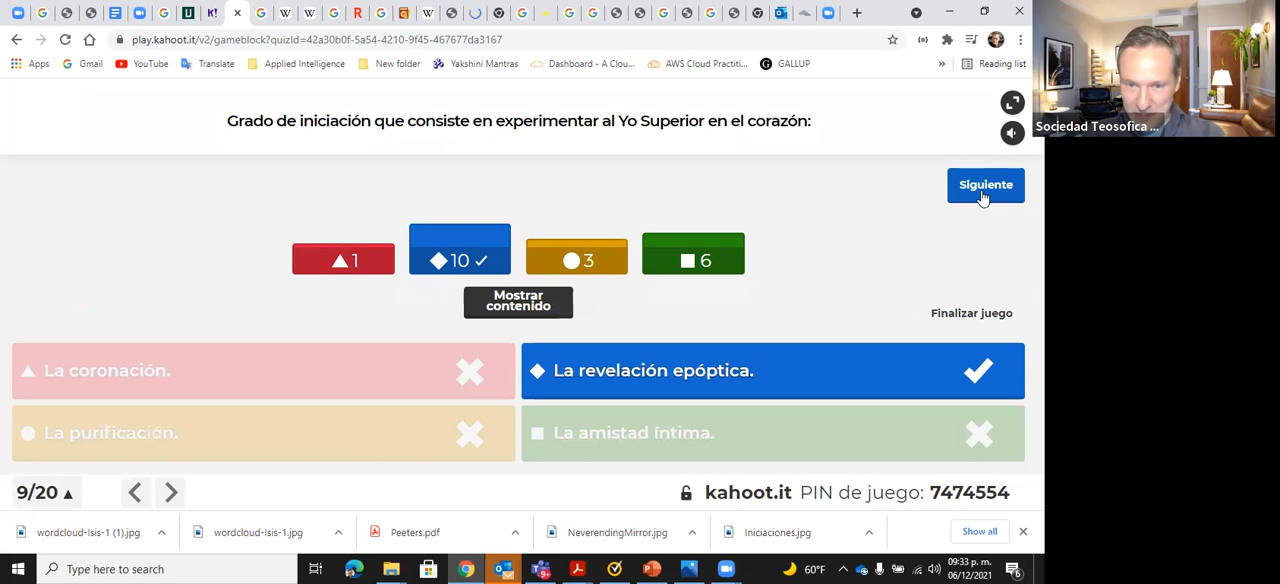 play.kahoot.it/v2/gameblock?quizId=42a30b0f-5a54-4210-9f45-467677da3167
Apps
Gmail
YouTube
Translate
Applied Intelligence
New folder
Yakshini Mantras
Dashboard - A Clou...
AWS Cloud Practiti...
GALLUP
»
Reading list
Sociedad Teosofica ...
Grado de iniciación que consiste en experimentar al Yo Superior en el corazón:
Siguiente
1
10
3
6
Mostrar
contenido
Finalizar juego
La coronación.
La revelación epóptica.
La purificación.
La amistad íntima.
9/20
kahoot.it PIN de juego: 7474554
wordcloud-Isis-1 (1).jpg
wordcloud-Isis-1.jpg
Peeters.pdf
NeverendingMirror.jpg
Iniciaciones.jpg
Show all
Type here to search
60°F
09:33 p. m.
06/12/2021
6